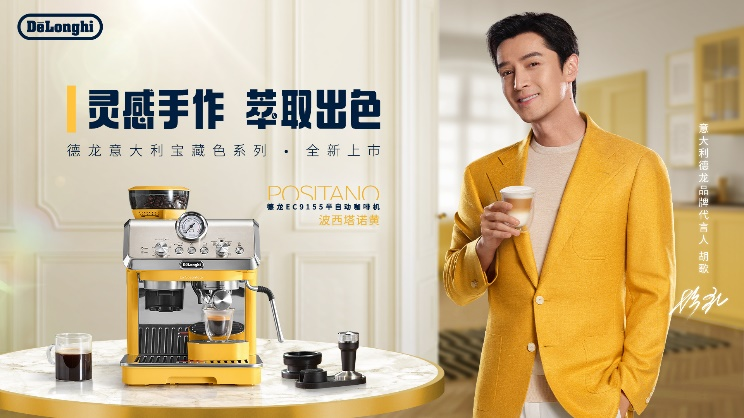 DeLonghi
灵感手作 萃取出色
德龙意大利宝藏色系列 • 全新上市
POSITANO
德龙EC9155半自动咖啡机
波西塔诺黄
DeLonghi
意大利德龙品牌代言人 胡歌